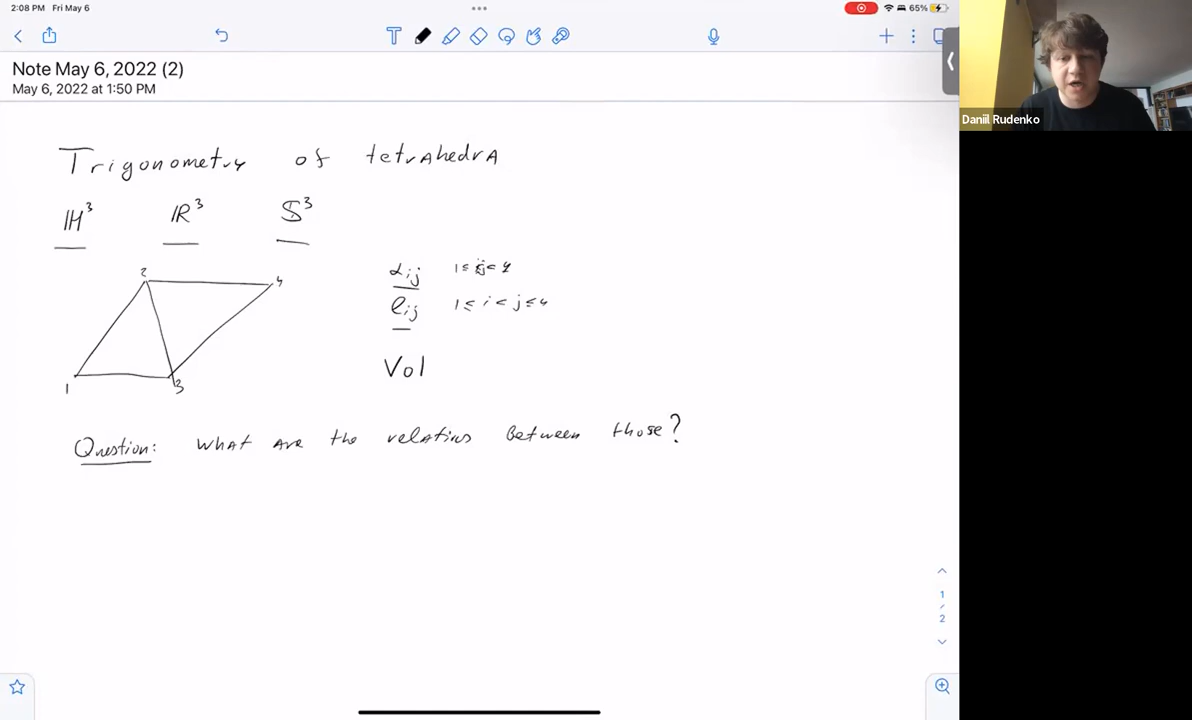 2:08 PM Fri May 6
65%
Note May 6, 2022 (2)
May 6, 2022 at 1:50 PM
Daniil Rudenko
Trigonometry of tetrAhedrA
ℍ³ ℝ³ 𝕊³
2
4
1
3
αij
lij 1 ≤ i < j ≤ 4
Vol
Question: What are the relations between those?
1
/
2